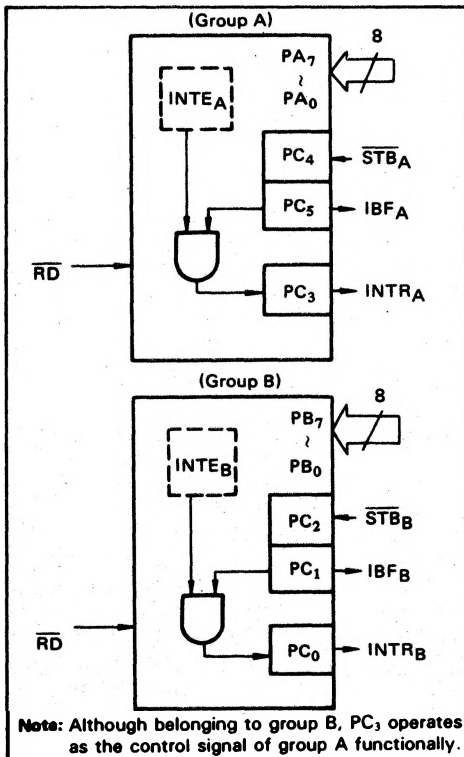 (Group A)
8
PA7
~
PA0
INTEA
PC4
STBA
PC5
IBFA
RD
PC3
INTRA
(Group B)
8
PB7
~
PB0
INTEB
PC2
STBB
PC1
IBFB
RD
PC0
INTRB
Note: Although belonging to group B, PC3 operates
as the control signal of group A functionally.